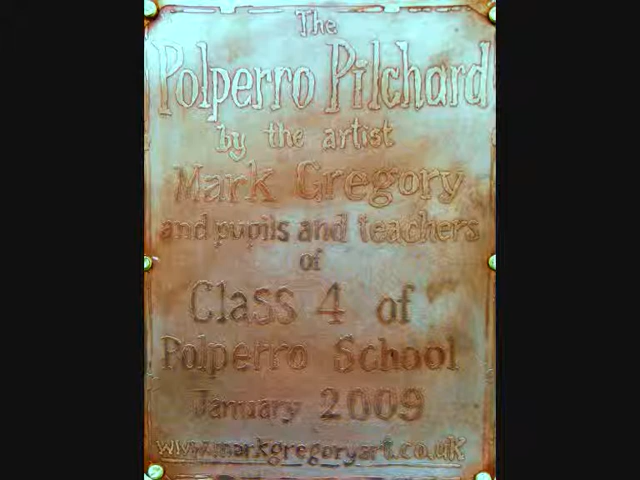 The
Polperro Pilchard
by the artist
Mark Gregory
and pupils and teachers
of
Class 4 of
Polperro School
January 2009
www.markgregoryart.co.uk